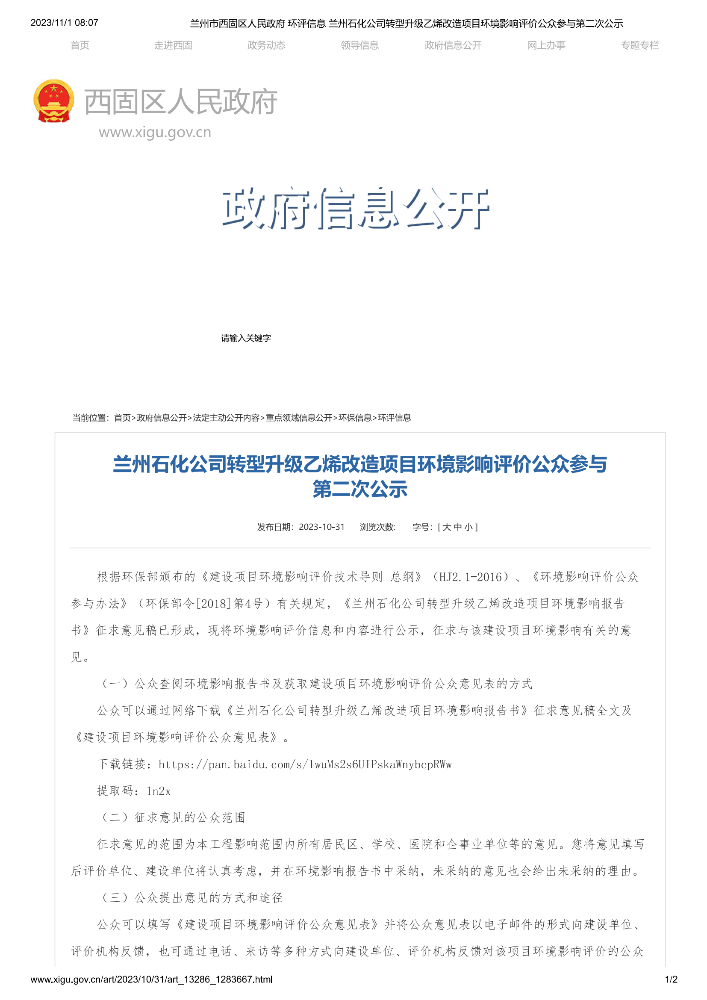 2023/11/1 08:07 兰州市西固区人民政府 环评信息 兰州石化公司转型升级乙烯改造项目环境影响评价公众参与第二次公示
首页 走进西固 政务动态 领导信息 政府信息公开 网上办事 专题专栏
西固区人民政府
www.xigu.gov.cn
政府信息公开
请输入关键字
当前位置：首页>政府信息公开>法定主动公开内容>重点领域信息公开>环保信息>环评信息
兰州石化公司转型升级乙烯改造项目环境影响评价公众参与
第二次公示
发布日期：2023-10-31 浏览次数: 字号：[ 大 中 小 ]
根据环保部颁布的《建设项目环境影响评价技术导则 总纲》（HJ2.1-2016）、《环境影响评价公众
参与办法》（环保部令[2018]第4号）有关规定，《兰州石化公司转型升级乙烯改造项目环境影响报告
书》征求意见稿已形成，现将环境影响评价信息和内容进行公示，征求与该建设项目环境影响有关的意
见。
（一）公众查阅环境影响报告书及获取建设项目环境影响评价公众意见表的方式
公众可以通过网络下载《兰州石化公司转型升级乙烯改造项目环境影响报告书》征求意见稿全文及
《建设项目环境影响评价公众意见表》。
下载链接：https://pan.baidu.com/s/1wuMs2s6UIPskaWnybcpRWw
提取码：1n2x
（二）征求意见的公众范围
征求意见的范围为本工程影响范围内所有居民区、学校、医院和企事业单位等的意见。您将意见填写
后评价单位、建设单位将认真考虑，并在环境影响报告书中采纳，未采纳的意见也会给出未采纳的理由。
（三）公众提出意见的方式和途径
公众可以填写《建设项目环境影响评价公众意见表》并将公众意见表以电子邮件的形式向建设单位、
评价机构反馈，也可通过电话、来访等多种方式向建设单位、评价机构反馈对该项目环境影响评价的公众
www.xigu.gov.cn/art/2023/10/31/art_13286_1283667.html 1/2